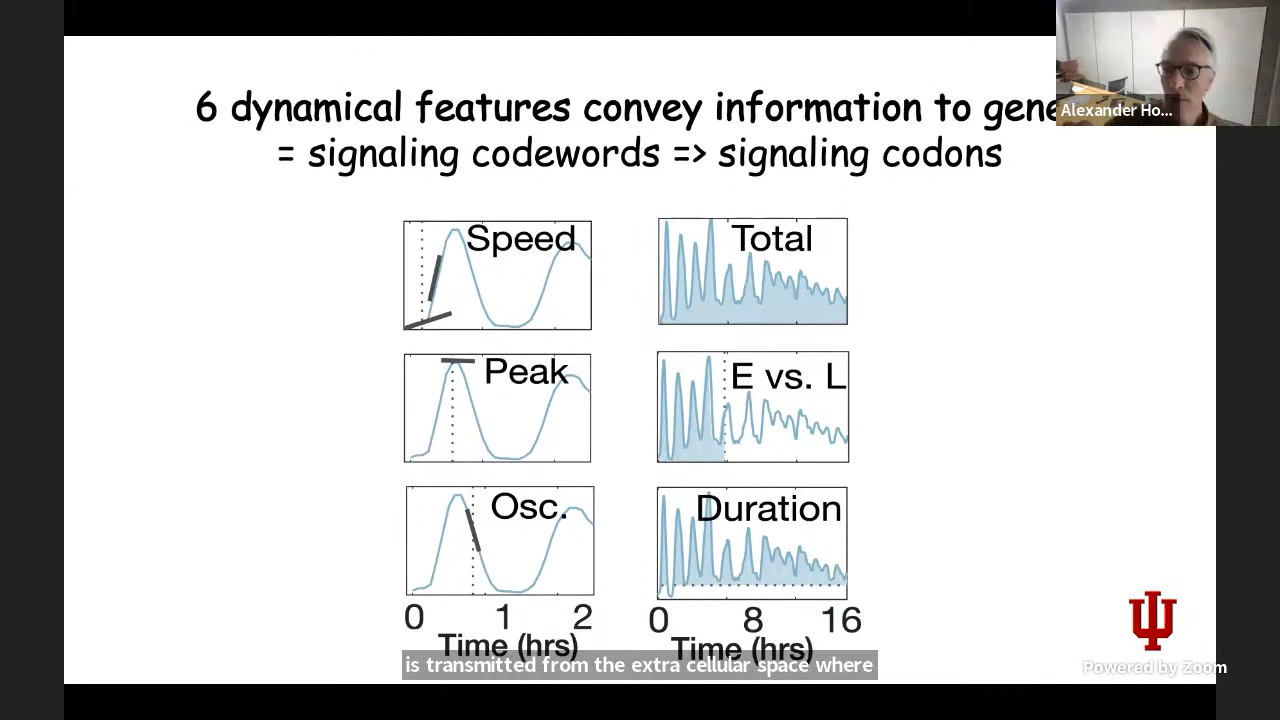 6 dynamical features convey information to gene
= signaling codewords => signaling codons
Alexander Ho...
Speed
Total
Peak
E vs. L
Osc.
Duration
0 1 2
0 8 16
Time (hrs)
Time (hrs)
is transmitted from the extra cellular space where
Powered by Zoom